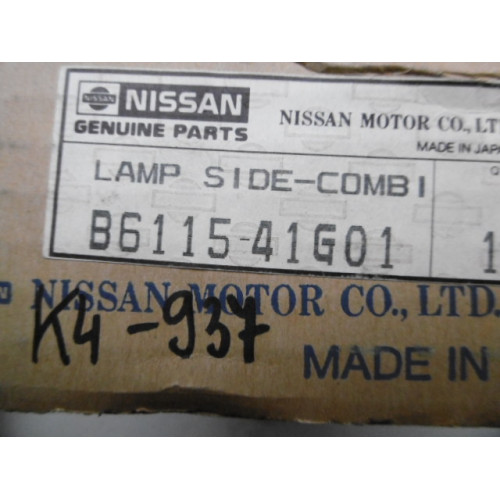 NISSAN
GENUINE PARTS
NISSAN MOTOR CO., LT
MADE IN JAPA
LAMP SIDE-COMBI
B6115-41G01
1
NISSAN MOTOR CO., LTD.
K4-937
MADE IN